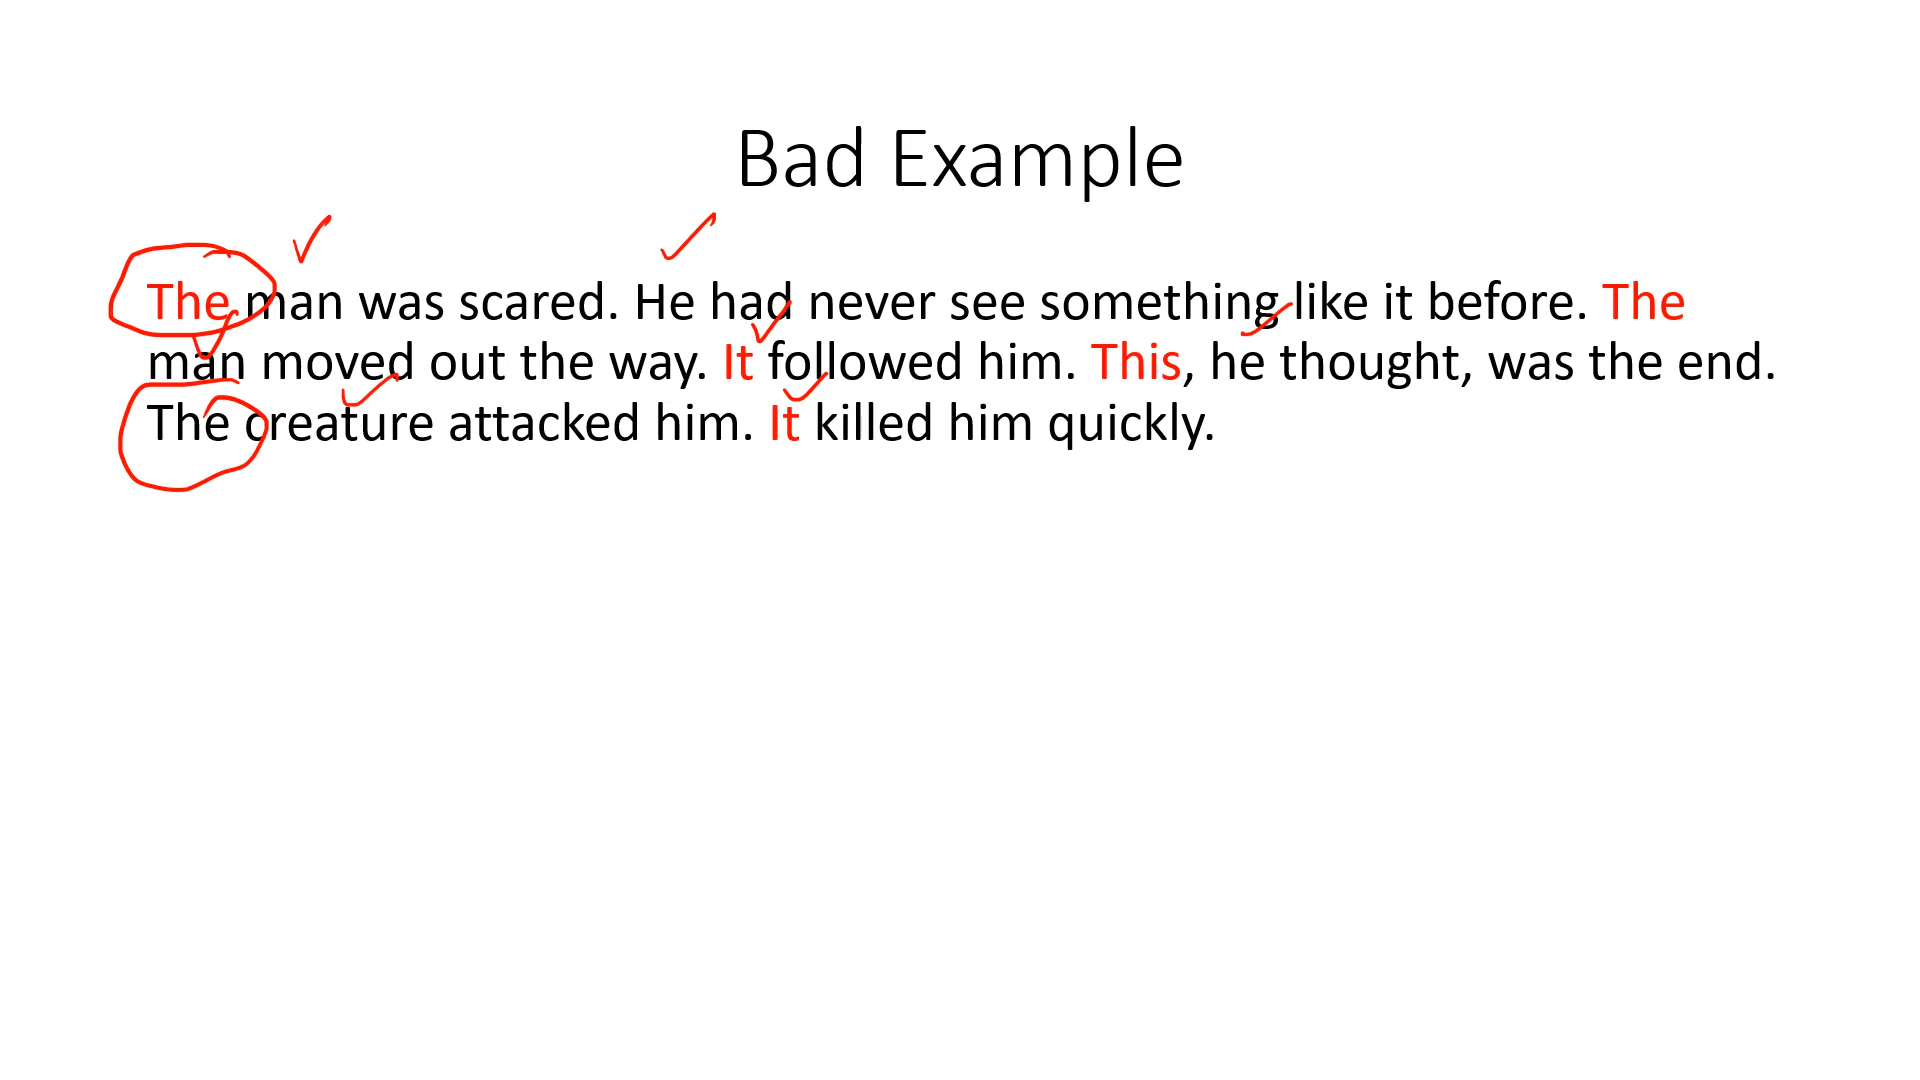 Bad Example
The man was scared. He had never see something like it before. The
man moved out the way. It followed him. This, he thought, was the end.
The creature attacked him. It killed him quickly.